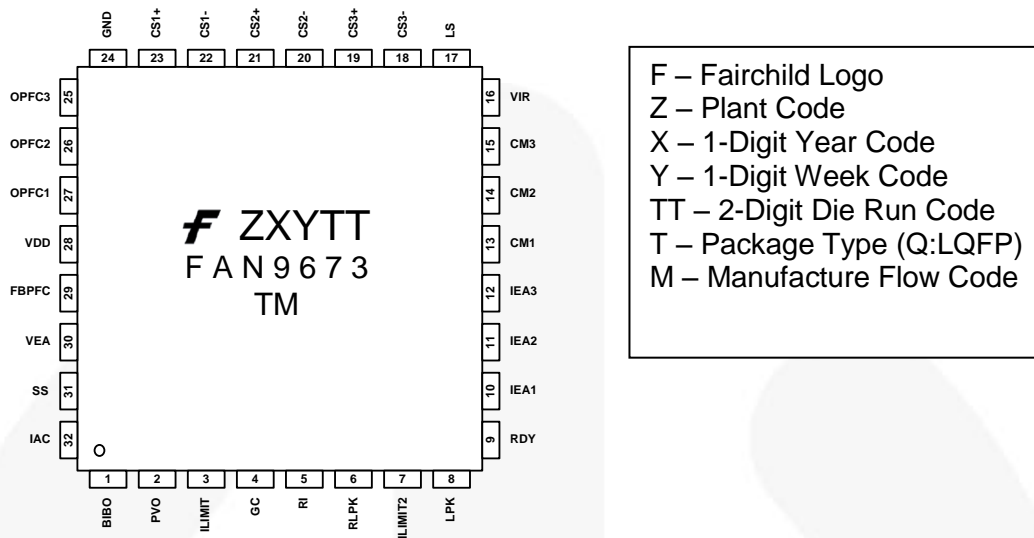 GND CS1+ CS1- CS2+ CS2- CS3+ CS3- LS
24 23 22 21 20 19 18 17
OPFC3 25
OPFC2 26
OPFC1 27
VDD 28
FBPFC 29
VEA 30
SS 31
IAC 32
ZXYTT
FAN9673
TM
16 VIR
15 CM3
14 CM2
13 CM1
12 IEA3
11 IEA2
10 IEA1
9 RDY
1 2 3 4 5 6 7 8
BIBO PVO ILIMIT GC RI RLPK ILIMIT2 LPK
F – Fairchild Logo
Z – Plant Code
X – 1-Digit Year Code
Y – 1-Digit Week Code
TT – 2-Digit Die Run Code
T – Package Type (Q:LQFP)
M – Manufacture Flow Code